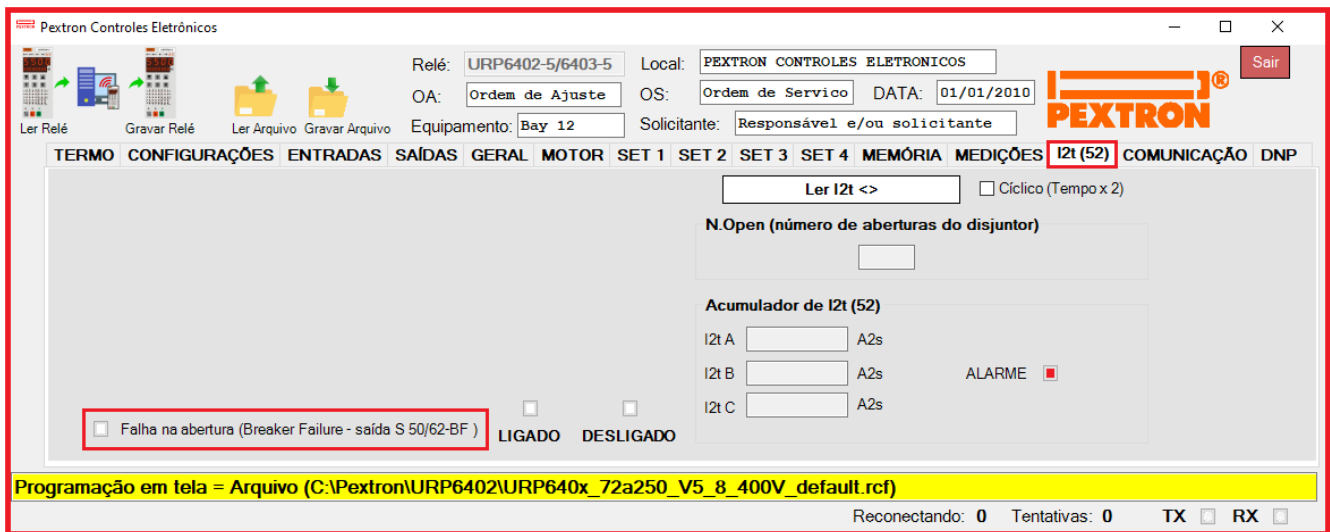 Pextron Controles Eletrônicos
Relé: URP6402-5/6403-5 Local: PEXTRON CONTROLES ELETRONICOS Sair
OA: Ordem de Ajuste OS: Ordem de Servico DATA: 01/01/2010
PEXTRON ®
Ler Relé Gravar Relé Ler Arquivo Gravar Arquivo Equipamento: Bay 12 Solicitante: Responsável e/ou solicitante
TERMO CONFIGURAÇÕES ENTRADAS SAÍDAS GERAL MOTOR SET 1 SET 2 SET 3 SET 4 MEMÓRIA MEDIÇÕES I2t (52) COMUNICAÇÃO DNP
Ler I2t <> Cíclico (Tempo x 2)
N.Open (número de aberturas do disjuntor)
Acumulador de I2t (52)
I2t A A2s
I2t B A2s ALARME
I2t C A2s
Falha na abertura (Breaker Failure - saída S 50/62-BF ) LIGADO DESLIGADO
Programação em tela = Arquivo (C:\Pextron\URP6402\URP640x_72a250_V5_8_400V_default.rcf)
Reconectando: 0 Tentativas: 0 TX RX